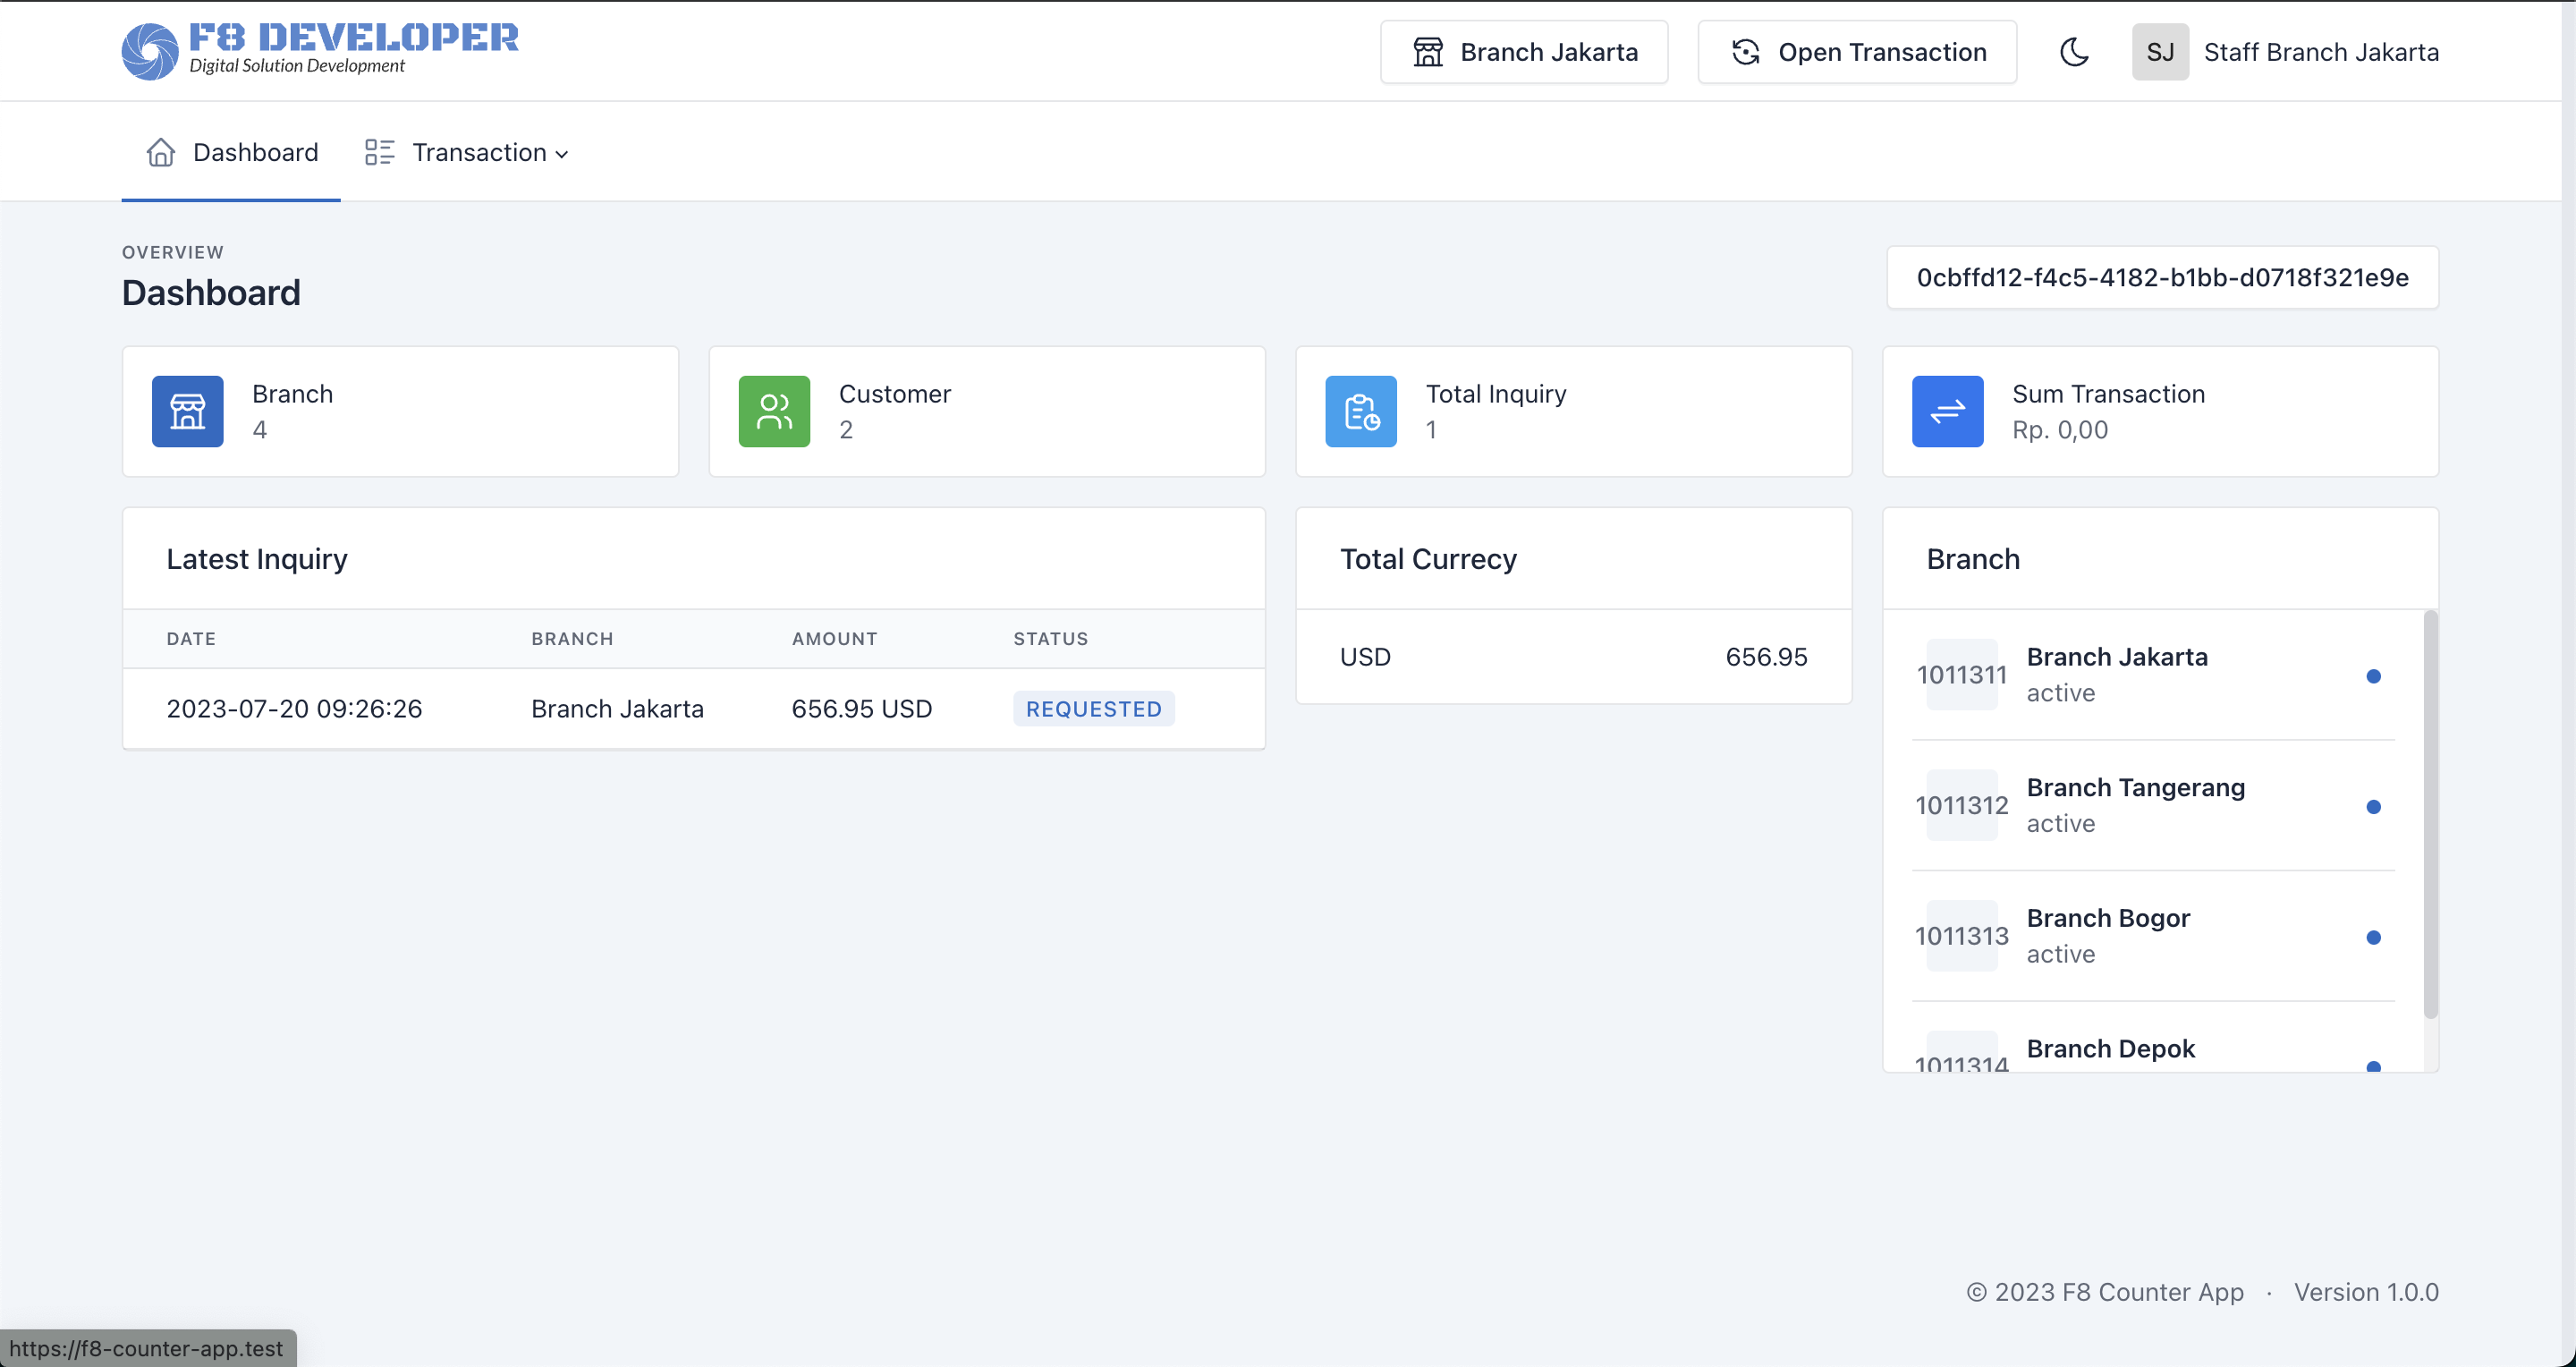 F8 DEVELOPER
Digital Solution Development
Branch Jakarta
Open Transaction
SJ
Staff Branch Jakarta
Dashboard
Transaction
OVERVIEW
Dashboard
0cbffd12-f4c5-4182-b1bb-d0718f321e9e
Branch
4
Customer
2
Total Inquiry
1
Sum Transaction
Rp. 0,00
Latest Inquiry
DATE BRANCH AMOUNT STATUS
2023-07-20 09:26:26 Branch Jakarta 656.95 USD REQUESTED
Total Currecy
USD 656.95
Branch
1011311
Branch Jakarta
active
1011312
Branch Tangerang
active
1011313
Branch Bogor
active
1011314
Branch Depok
© 2023 F8 Counter App · Version 1.0.0
https://f8-counter-app.test